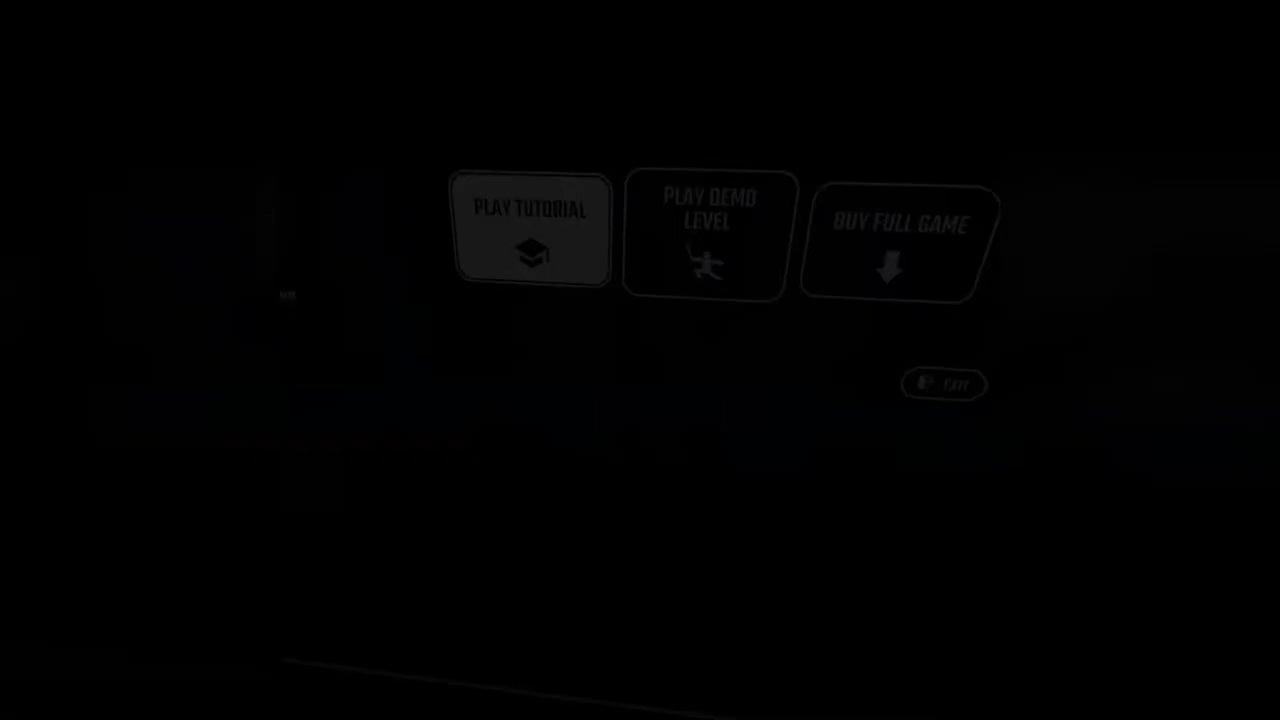 PLAY TUTORIAL
PLAY DEMO
LEVEL
BUY FULL GAME
EXIT